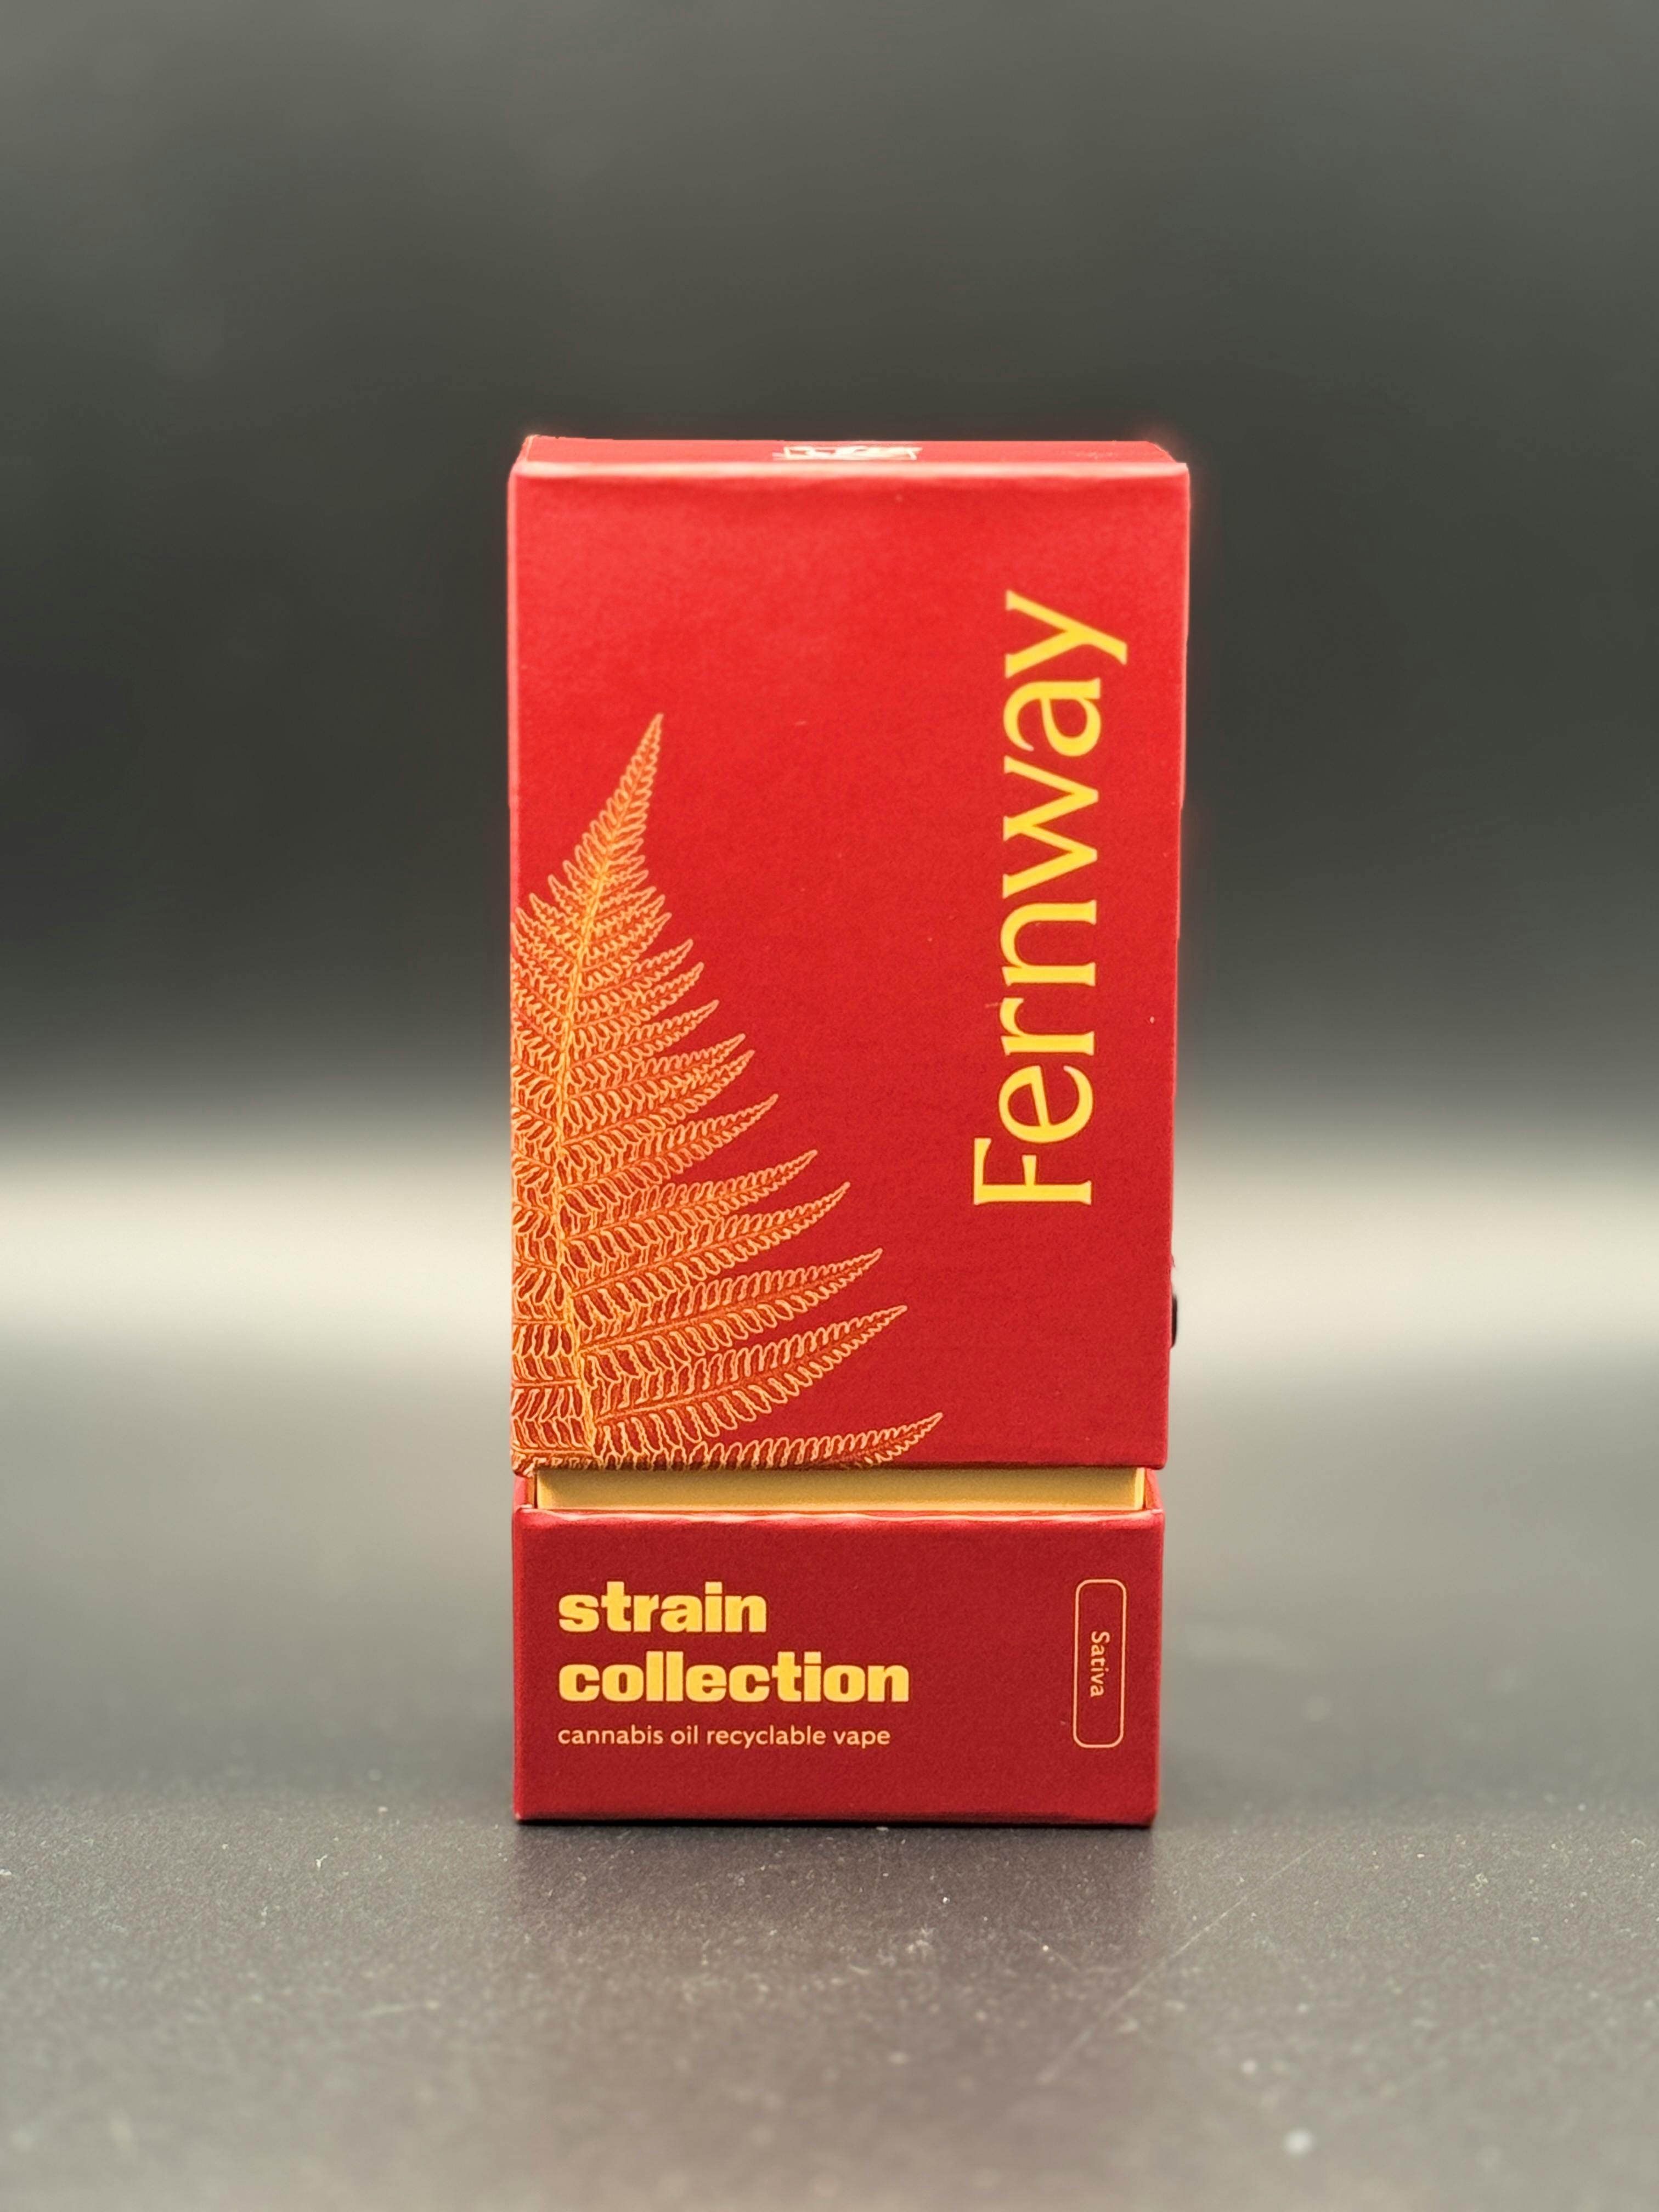 Fernway
strain
collection
cannabis oil recyclable vape
Sativa